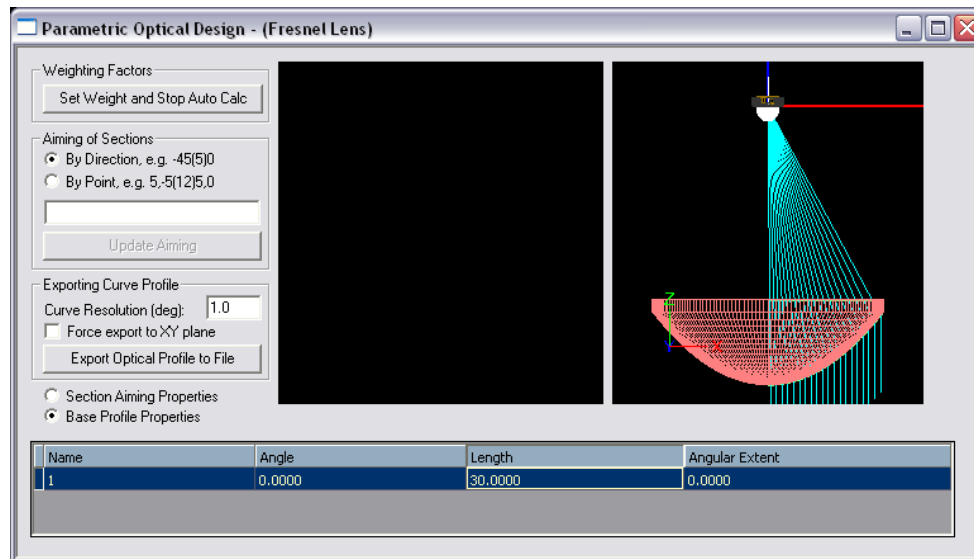 Parametric Optical Design - (Fresnel Lens)
Weighting Factors
Set Weight and Stop Auto Calc
Aiming of Sections
By Direction, e.g. -45(5)0
By Point, e.g. 5,-5(12)5,0
Update Aiming
Exporting Curve Profile
Curve Resolution (deg): 1.0
Force export to XY plane
Export Optical Profile to File
Section Aiming Properties
Base Profile Properties
Z
X
Name Angle Length Angular Extent
1 0.0000 30.0000 0.0000